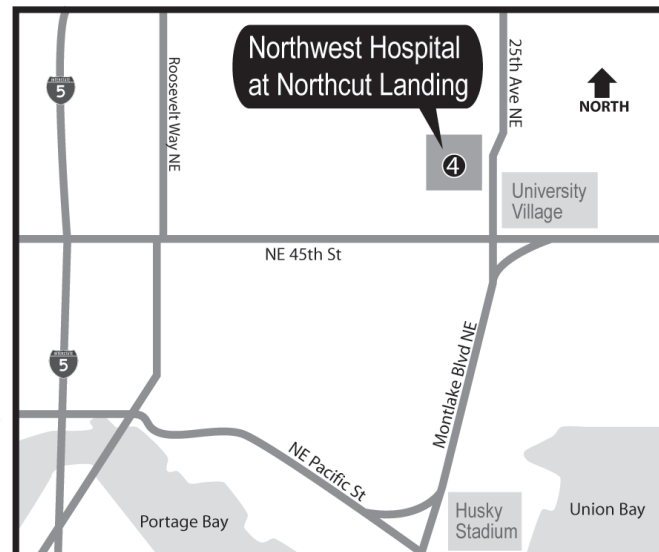 Northwest Hospital
at Northcut Landing
25th Ave NE
NORTH
5
Roosevelt Way NE
4
University
Village
NE 45th St
5
Montlake Blvd NE
NE Pacific St
Portage Bay
Husky
Stadium
Union Bay